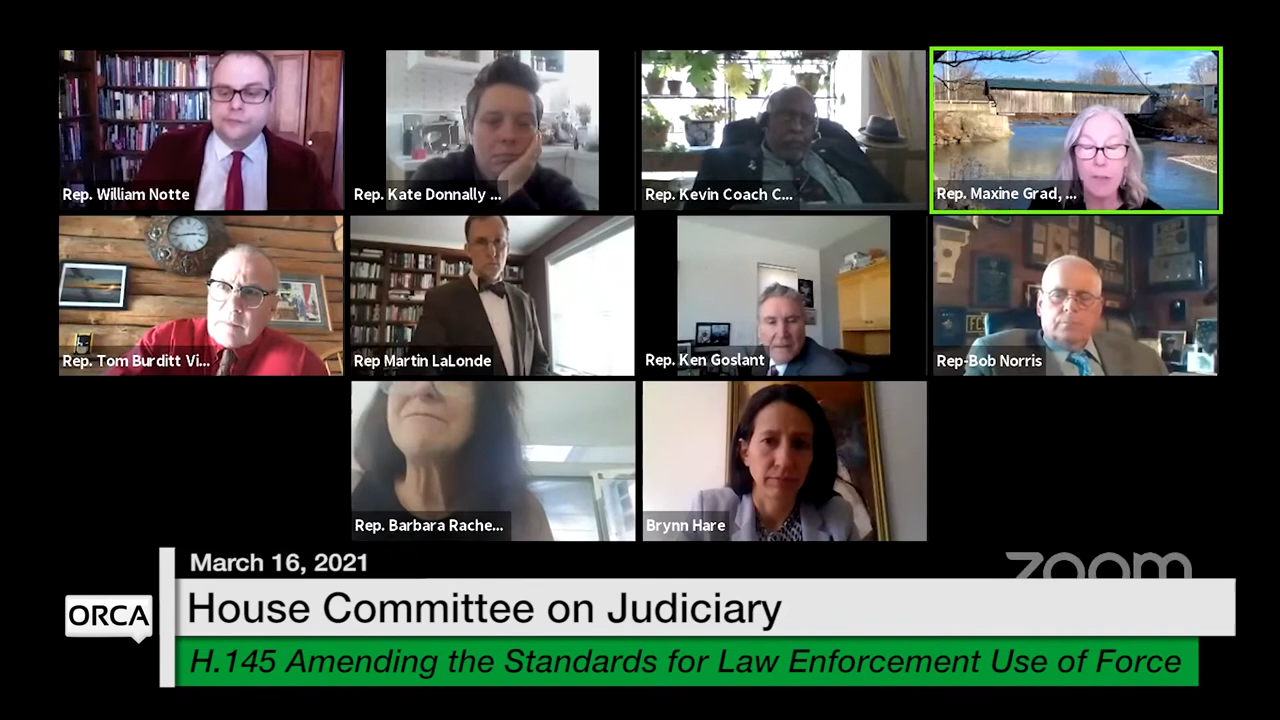 Rep. William Notte
Rep. Kate Donnally ...
Rep. Kevin Coach C...
Rep. Maxine Grad, ...
Rep. Tom Burditt Vi...
Rep Martin LaLonde
Rep. Ken Goslant
Rep-Bob Norris
Rep. Barbara Rache...
Brynn Hare
March 16, 2021
zoom
ORCA
House Committee on Judiciary
H.145 Amending the Standards for Law Enforcement Use of Force